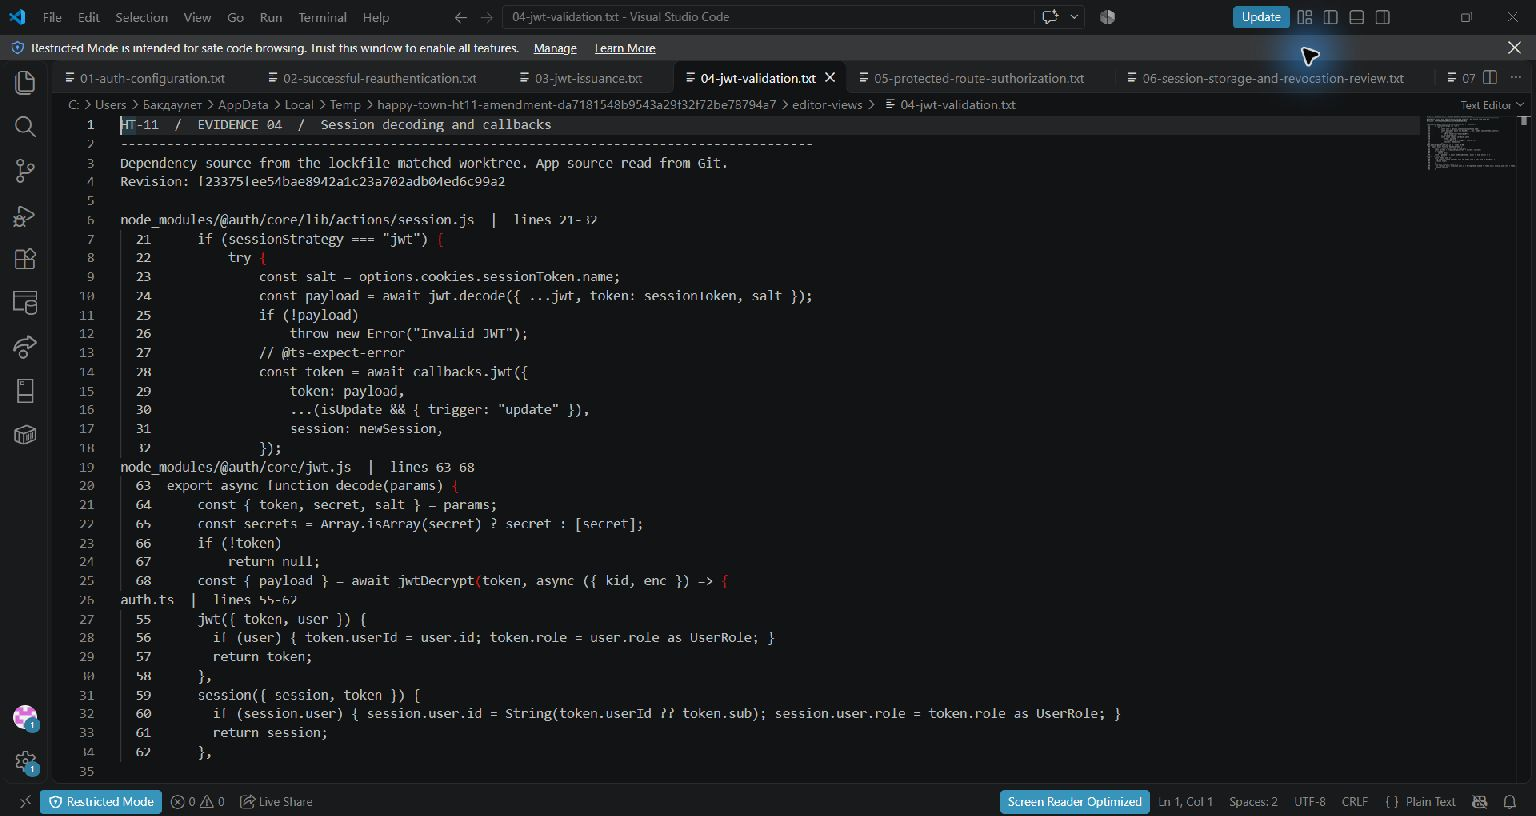 File Edit Selection View Go Run Terminal Help
04-jwt-validation.txt - Visual Studio Code
Update
Restricted Mode is intended for safe code browsing. Trust this window to enable all features. Manage Learn More
01-auth-configuration.txt 02-successful-reauthentication.txt 03-jwt-issuance.txt 04-jwt-validation.txt 05-protected-route-authorization.txt 06-session-storage-and-revocation-review.txt 07
C: > Users > Бакдаулет > AppData > Local > Temp > happy-town-ht11-amendment-da7181548b9543a29f32f72be78794a7 > editor-views > 04-jwt-validation.txt
Text Editor
1 HT-11 / EVIDENCE 04 / Session decoding and callbacks
2 ------------------------------------------------------------------------------------------
3 Dependency source from the lockfile matched worktree. App source read from Git.
4 Revision: f23375fee54bae8942a1c23a702adb04ed6c99a2
5
6 node_modules/@auth/core/lib/actions/session.js | lines 21-32
7 21 if (sessionStrategy === "jwt") {
8 22 try {
9 23 const salt = options.cookies.sessionToken.name;
10 24 const payload = await jwt.decode({ ...jwt, token: sessionToken, salt });
11 25 if (!payload)
12 26 throw new Error("Invalid JWT");
13 27 // @ts-expect-error
14 28 const token = await callbacks.jwt({
15 29 token: payload,
16 30 ...(isUpdate && { trigger: "update" }),
17 31 session: newSession,
18 32 });
19 node_modules/@auth/core/jwt.js | lines 63-68
20 63 export async function decode(params) {
21 64 const { token, secret, salt } = params;
22 65 const secrets = Array.isArray(secret) ? secret : [secret];
23 66 if (!token)
24 67 return null;
25 68 const { payload } = await jwtDecrypt(token, async ({ kid, enc }) => {
26 auth.ts | lines 55-62
27 55 jwt({ token, user }) {
28 56 if (user) { token.userId = user.id; token.role = user.role as UserRole; }
29 57 return token;
30 58 },
31 59 session({ session, token }) {
32 60 if (session.user) { session.user.id = String(token.userId ?? token.sub); session.user.role = token.role as UserRole; }
33 61 return session;
34 62 },
35
1
1
Restricted Mode 0 0 Live Share
Screen Reader Optimized Ln 1, Col 1 Spaces: 2 UTF-8 CRLF { } Plain Text